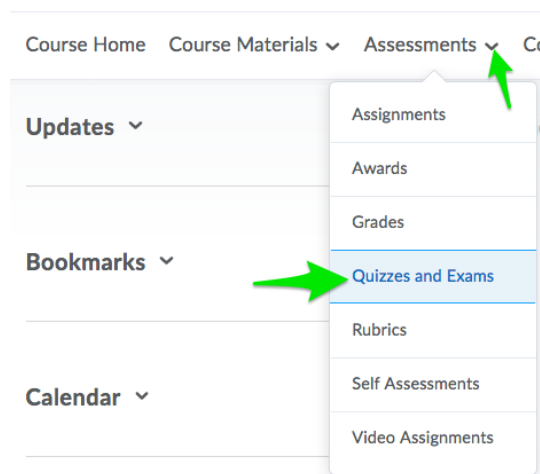 Course Home Course Materials Assessments
Updates
Bookmarks
Calendar
Assignments
Awards
Grades
Quizzes and Exams
Rubrics
Self Assessments
Video Assignments